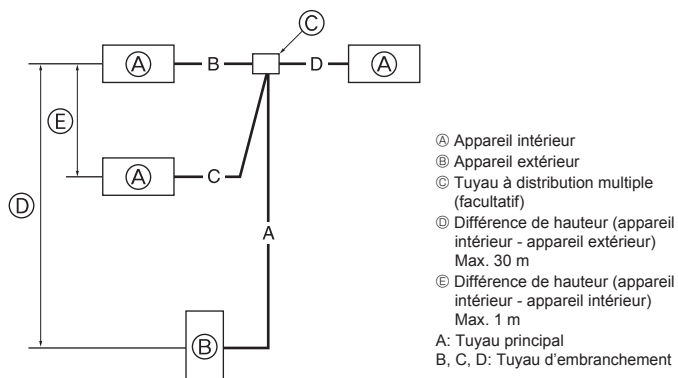 Ⓒ
Ⓐ B D Ⓐ
Ⓔ
Ⓐ C
Ⓓ
A
Ⓑ
Ⓐ Appareil intérieur
Ⓑ Appareil extérieur
Ⓒ Tuyau à distribution multiple
(facultatif)
Ⓓ Différence de hauteur (appareil
intérieur - appareil extérieur)
Max. 30 m
Ⓔ Différence de hauteur (appareil
intérieur - appareil intérieur)
Max. 1 m
A: Tuyau principal
B, C, D: Tuyau d’embranchement